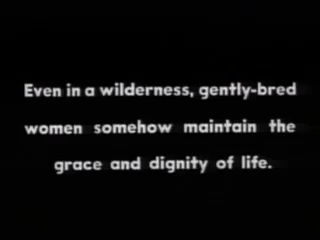 Even in a wilderness, gently-bred
women somehow maintain the
grace and dignity of life.